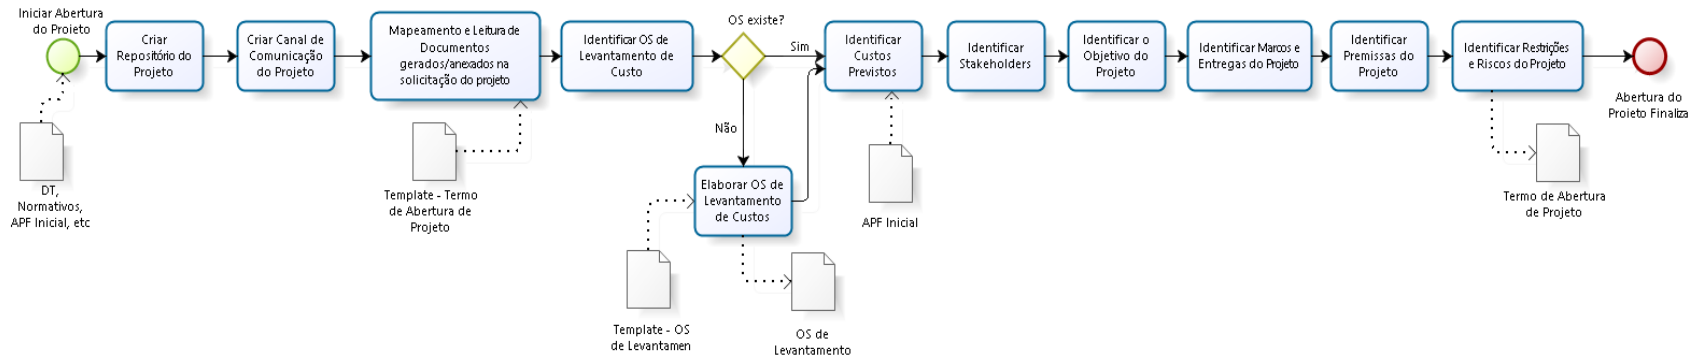 Iniciar Abertura
do Projeto
Criar
Repositório do
Projeto
Criar Canal de
Comunicação
do Projeto
Mapeamento e Leitura de
Documentos
gerados/anexados na
solicitação do projeto
Identificar OS de
Levantamento de
Custo
OS existe?
Sim
Não
Identificar
Custos
Previstos
Identificar
Stakeholders
Identificar o
Objetivo do
Projeto
Identificar Marcos e
Entregas do Projeto
Identificar
Premissas do
Projeto
Identificar Restrições
e Riscos do Projeto
Abertura do
Projeto Finaliza
DT,
Normativos,
APF Inicial, etc
Template - Termo
de Abertura de
Projeto
Elaborar OS de
Levantamento
de Custos
APF Inicial
Termo de Abertura
de Projeto
Template - OS
de Levantamen
OS de
Levantamento